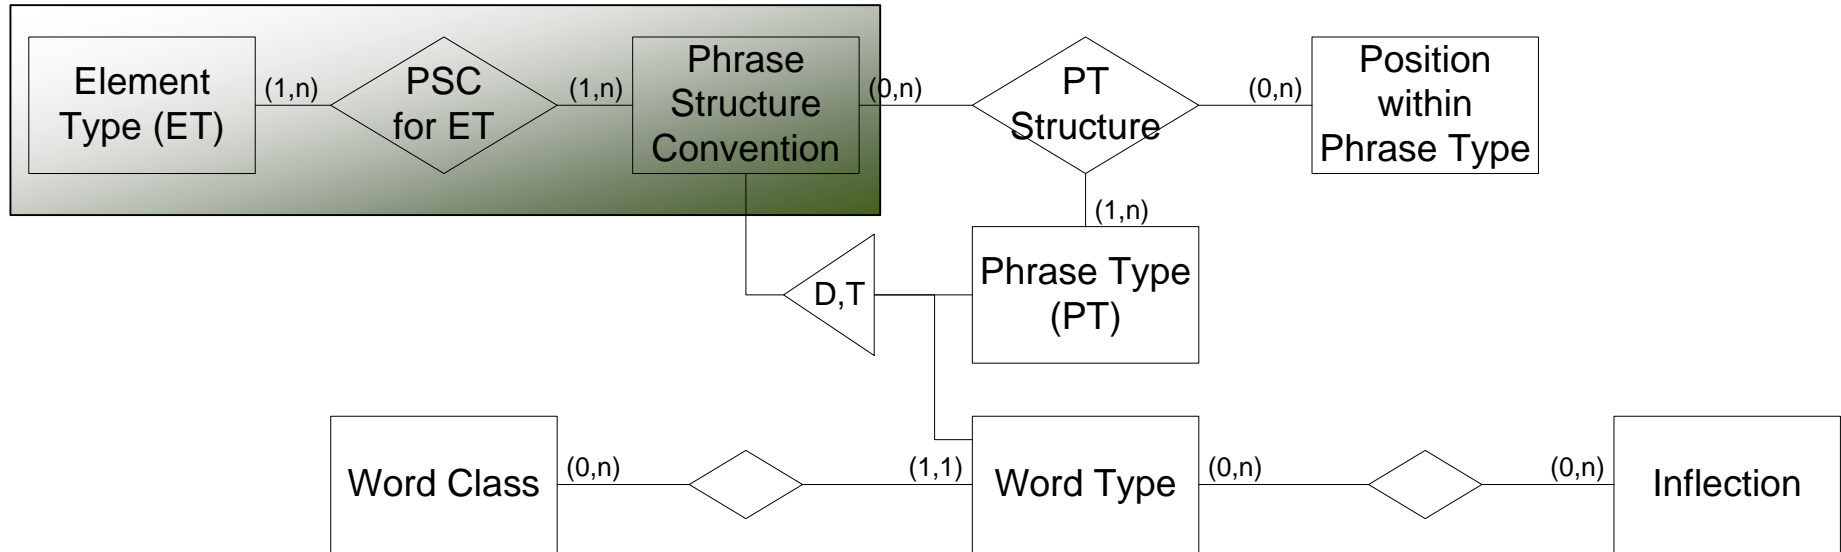 Element
Type (ET)
(1,n)
PSC
for ET
(1,n)
Phrase
Structure
Convention
(0,n)
PT
Structure
(0,n)
Position
within
Phrase Type
(1,n)
D,T
Phrase Type
(PT)
Word Class
(0,n)
(1,1)
Word Type
(0,n)
(0,n)
Inflection